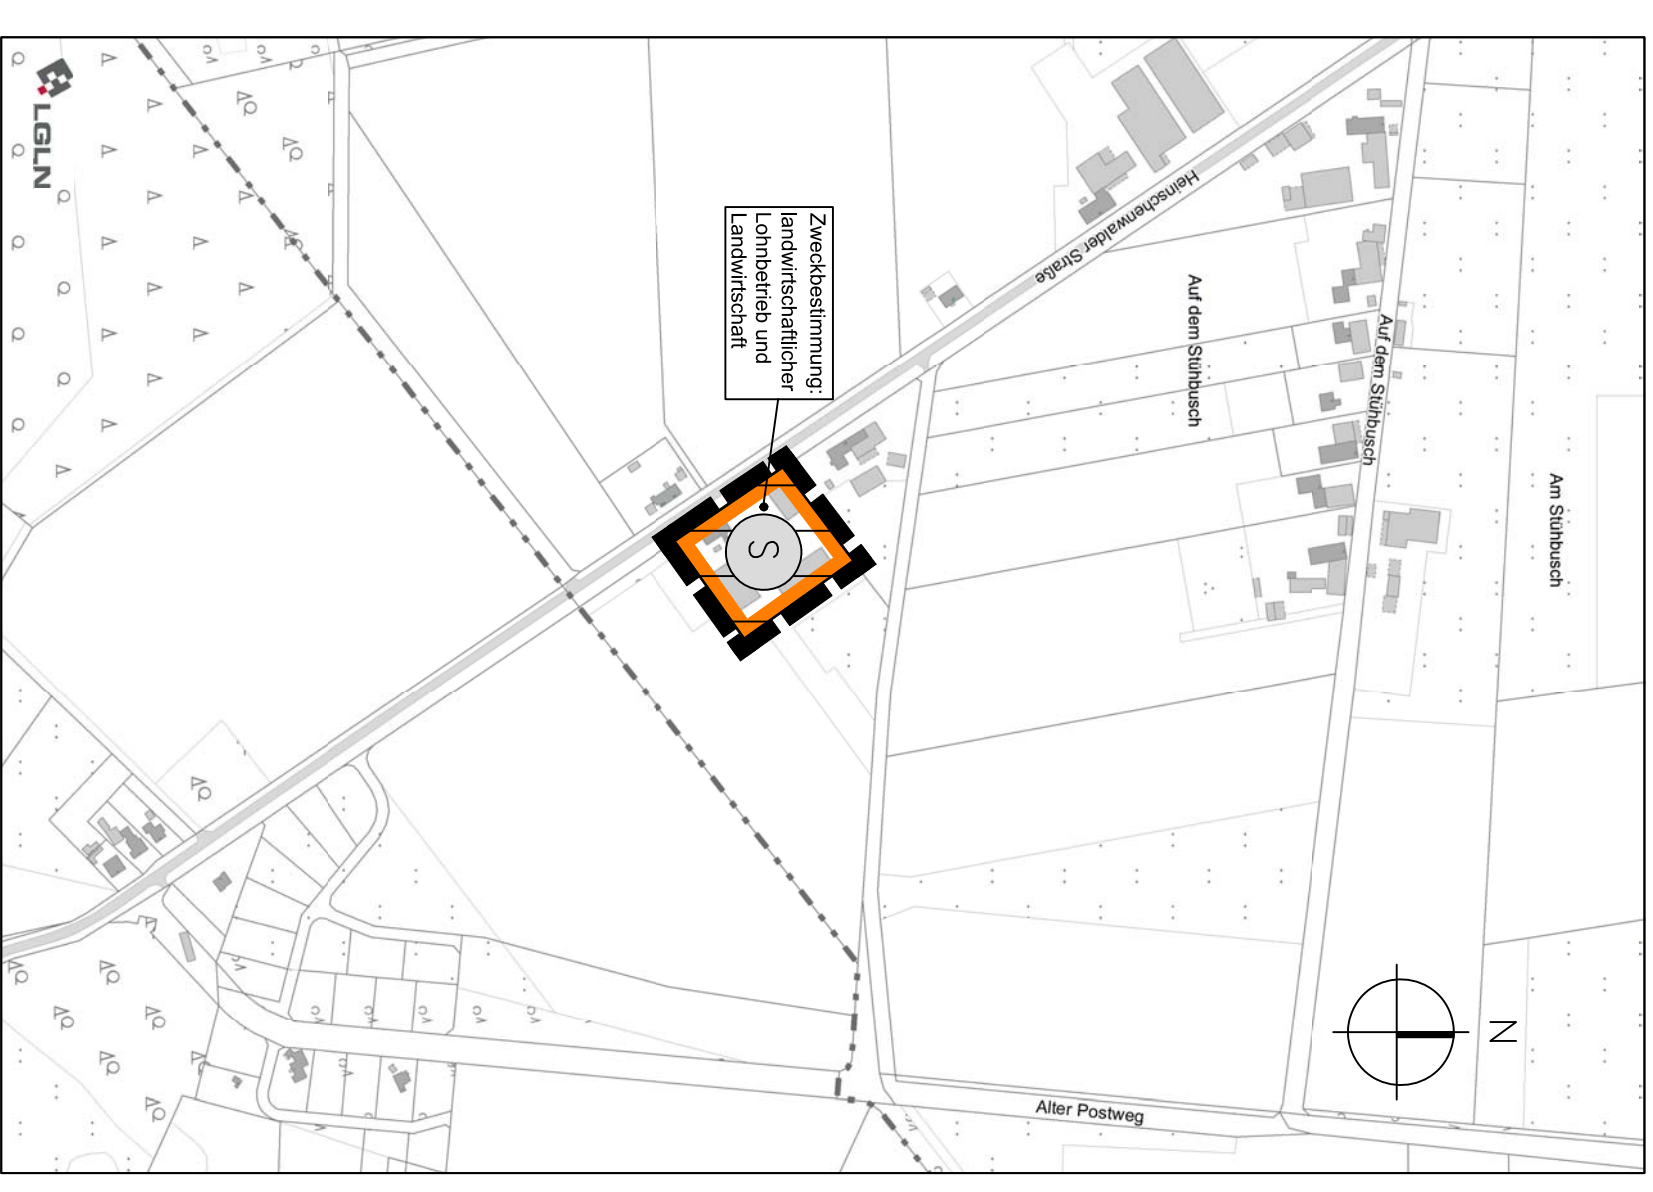 LGLN
Zweckbestimmung:
landwirtschaftlicher
Lohnbetrieb und
Landwirtschaft
S
Heinschenwalder Straße
Auf dem Stühbusch
Auf dem Stühbusch
Am Stühbusch
N
Alter Postweg